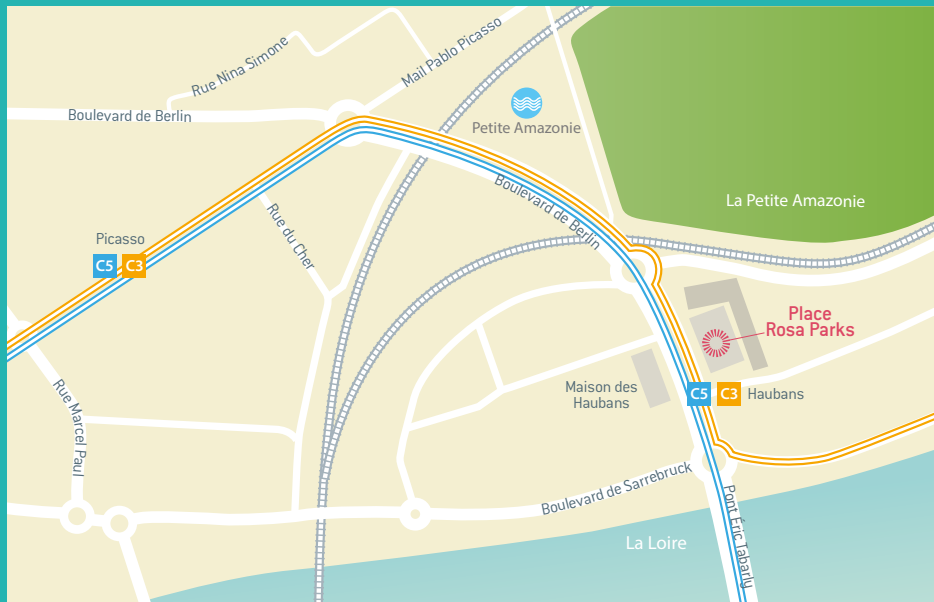 Rue Nina Simone
Mail Pablo Picasso
Boulevard de Berlin
Petite Amazonie
Boulevard de Berlin
La Petite Amazonie
Rue du Cher
Picasso
C5 C3
Place
Rosa Parks
Rue Marcel Paul
Maison des
Haubans
C5 C3 Haubans
Boulevard de Sarrebruck
Pont Éric Tabarly
La Loire